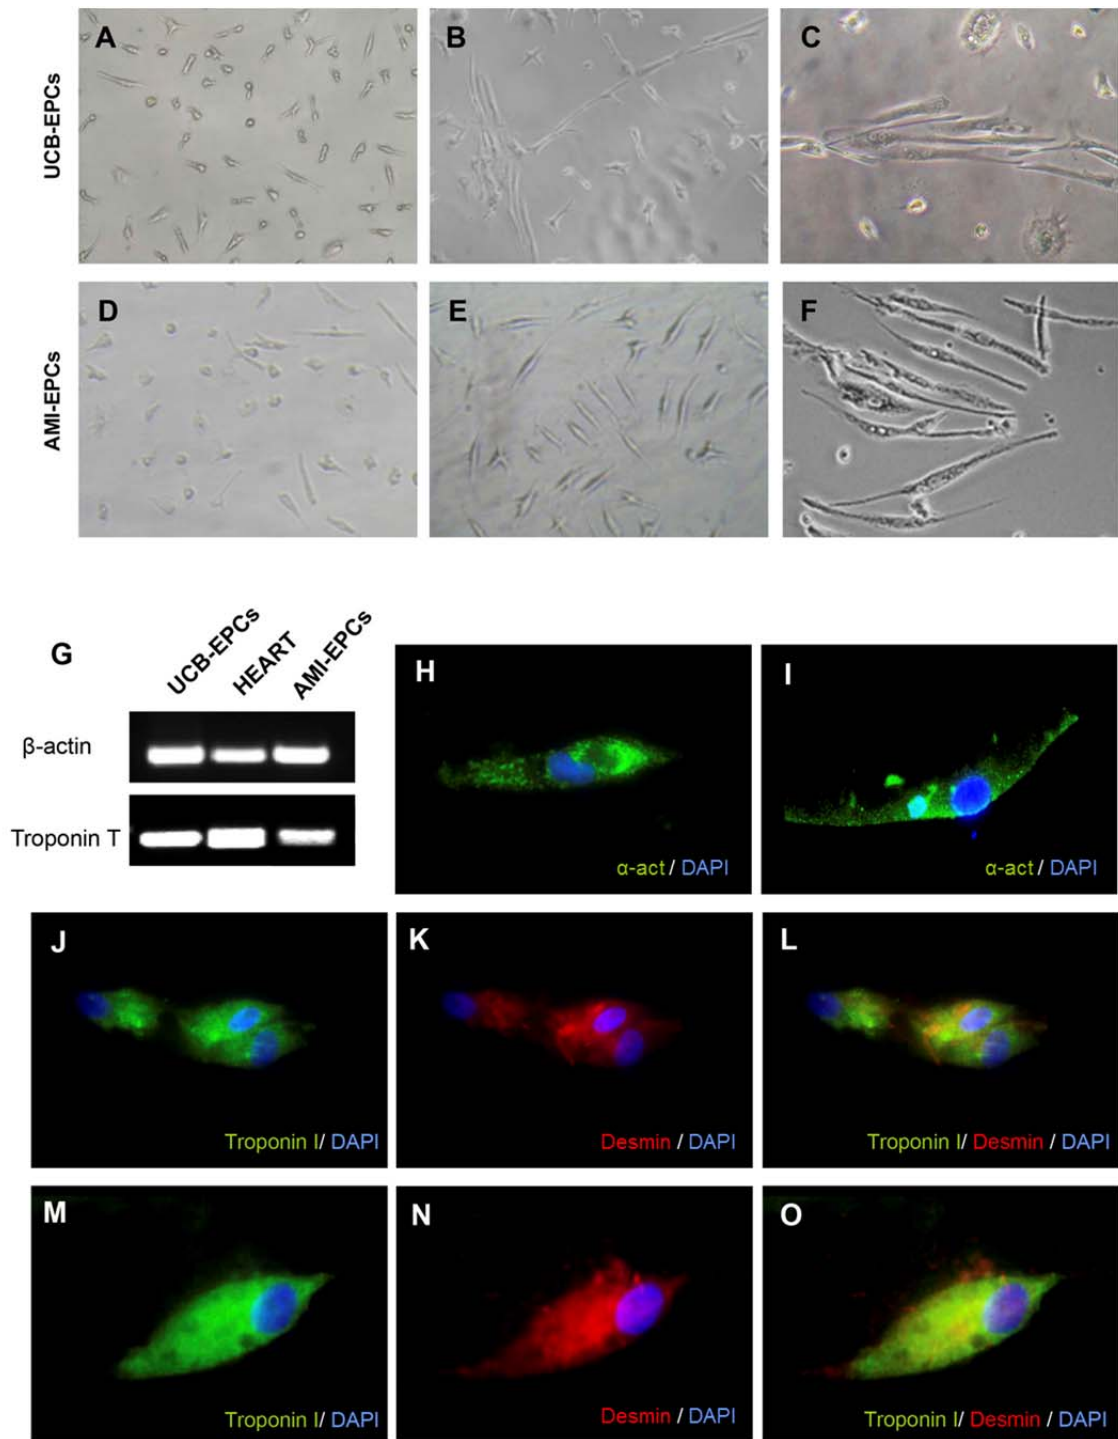 A
B
C
UCB-EPCs
D
E
F
AMI-EPCs
G
UCB-EPCs
HEART
AMI-EPCs
β-actin
Troponin T
H
α-act / DAPI
I
α-act / DAPI
J
Troponin I/ DAPI
K
Desmin / DAPI
L
Troponin I/ Desmin / DAPI
M
Troponin I/ DAPI
N
Desmin / DAPI
O
Troponin I/ Desmin / DAPI